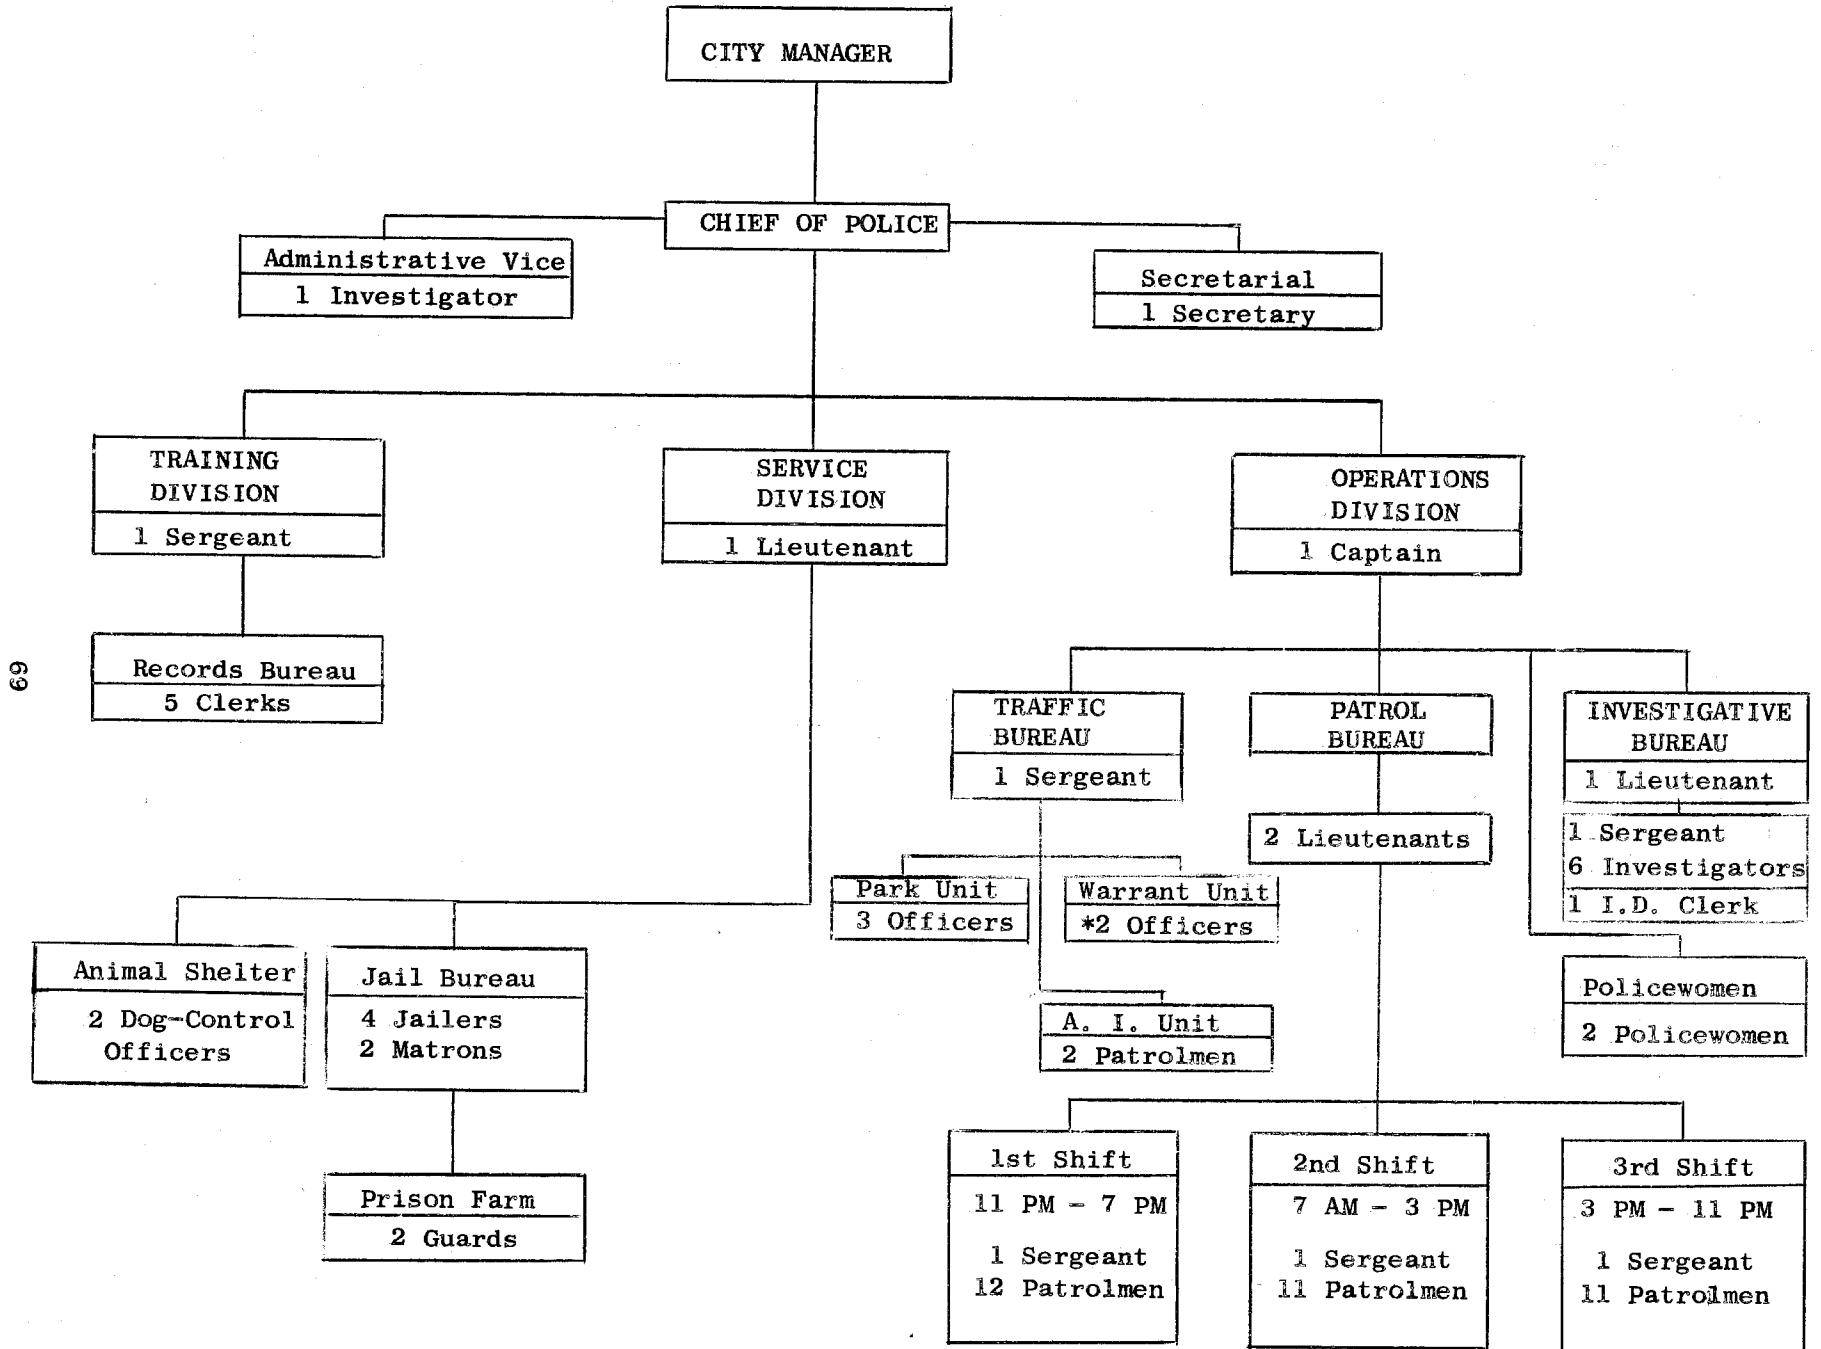 CITY MANAGER
CHIEF OF POLICE
Administrative Vice
1 Investigator
Secretarial
1 Secretary
TRAINING
DIVISION
1 Sergeant
SERVICE
DIVISION
1 Lieutenant
OPERATIONS
DIVISION
1 Captain
Records Bureau
5 Clerks
69
TRAFFIC
BUREAU
1 Sergeant
PATROL
BUREAU
2 Lieutenants
INVESTIGATIVE
BUREAU
1 Lieutenant
1 Sergeant
6 Investigators
1 I.D. Clerk
Park Unit
3 Officers
Warrant Unit
*2 Officers
A. I. Unit
2 Patrolmen
Policewomen
2 Policewomen
Animal Shelter
2 Dog-Control
Officers
Jail Bureau
4 Jailers
2 Matrons
Prison Farm
2 Guards
1st Shift
11 PM - 7 PM
1 Sergeant
12 Patrolmen
2nd Shift
7 AM - 3 PM
1 Sergeant
11 Patrolmen
3rd Shift
3 PM - 11 PM
1 Sergeant
11 Patrolmen